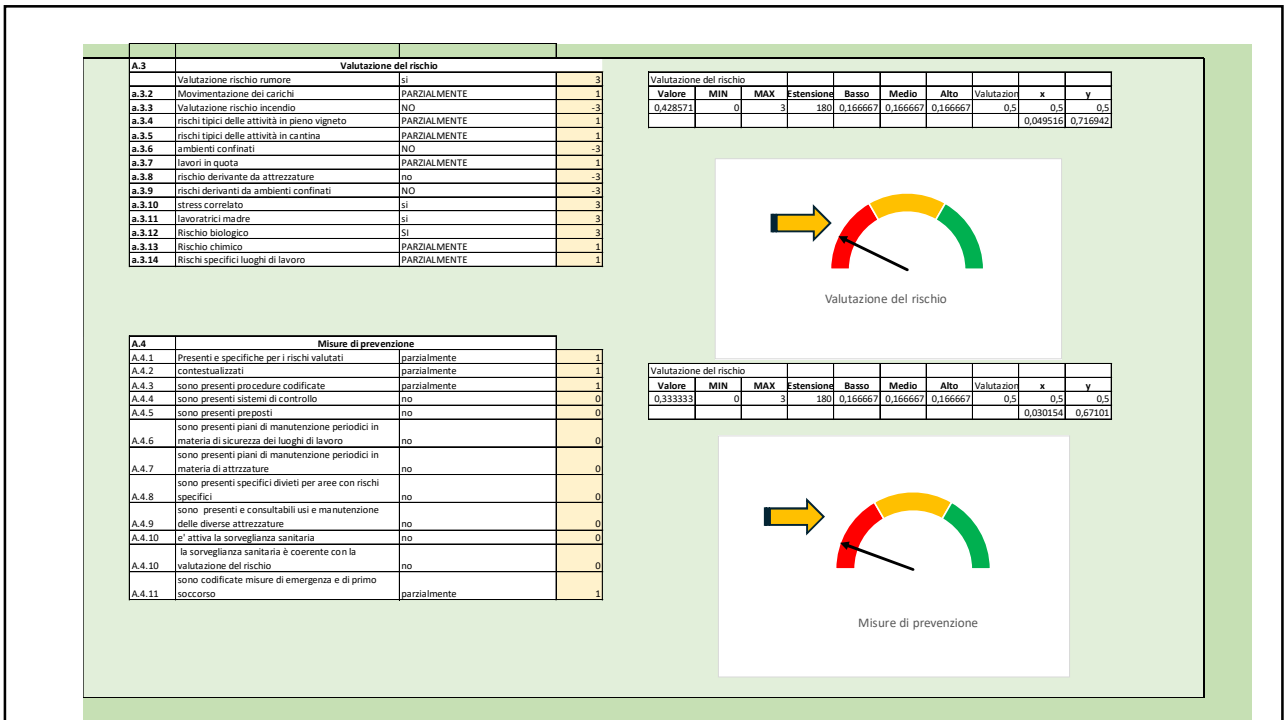 A.3 Valutazione del rischio
Valutazione rischio rumore si 3
a.3.2 Movimentazione dei carichi PARZIALMENTE 1
a.3.3 Valutazione rischio incendio NO -3
a.3.4 rischi tipici delle attività in pieno vigneto PARZIALMENTE 1
a.3.5 rischi tipici delle attività in cantina PARZIALMENTE 1
a.3.6 ambienti confinati NO -3
a.3.7 lavori in quota PARZIALMENTE 1
a.3.8 rischio derivante da attrezzature no -3
a.3.9 rischi derivanti da ambienti confinati NO -3
a.3.10 stress correlato si 3
a.3.11 lavoratrici madre si 3
a.3.12 Rischio biologico SI 3
a.3.13 Rischio chimico PARZIALMENTE 1
a.3.14 Rischi specifici luoghi di lavoro PARZIALMENTE 1
Valutazione del rischio
Valore MIN MAX Estensione Basso Medio Alto Valutazion x y
0,428571 0 3 180 0,166667 0,166667 0,166667 0,5 0,5 0,5
0,049516 0,716942
Valutazione del rischio
A.4 Misure di prevenzione
A.4.1 Presenti e specifiche per i rischi valutati parzialmente 1
A.4.2 contestualizzati parzialmente 1
A.4.3 sono presenti procedure codificate parzialmente 1
A.4.4 sono presenti sistemi di controllo no 0
A.4.5 sono presenti preposti no 0
sono presenti piani di manutenzione periodici in
A.4.6 materia di sicurezza dei luoghi di lavoro no 0
sono presenti piani di manutenzione periodici in
A.4.7 materia di attrzzature no 0
sono presenti specifici divieti per aree con rischi
A.4.8 specifici no 0
sono presenti e consultabili usi e manutenzione
A.4.9 delle diverse attrezzature no 0
A.4.10 e' attiva la sorveglianza sanitaria no 0
la sorveglianza sanitaria è coerente con la
A.4.10 valutazione del rischio no 0
sono codificate misure di emergenza e di primo
A.4.11 soccorso parzialmente 1
Valutazione del rischio
Valore MIN MAX Estensione Basso Medio Alto Valutazion x y
0,333333 0 3 180 0,166667 0,166667 0,166667 0,5 0,5 0,5
0,030154 0,67101
Misure di prevenzione